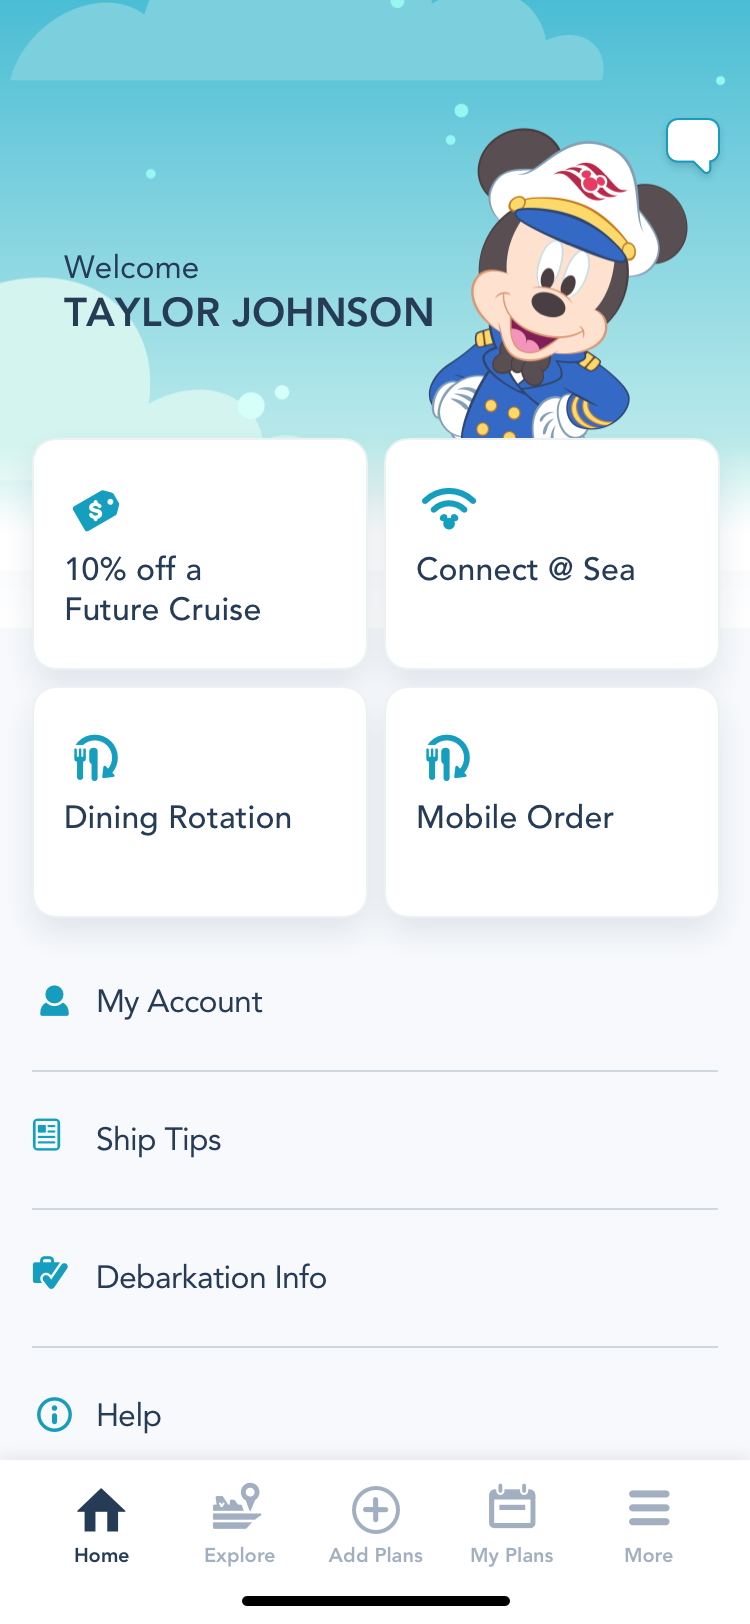 Welcome
TAYLOR JOHNSON
10% off a
Future Cruise
Connect @ Sea
Dining Rotation
Mobile Order
My Account
Ship Tips
Debarkation Info
Help
Home
Explore
Add Plans
My Plans
More